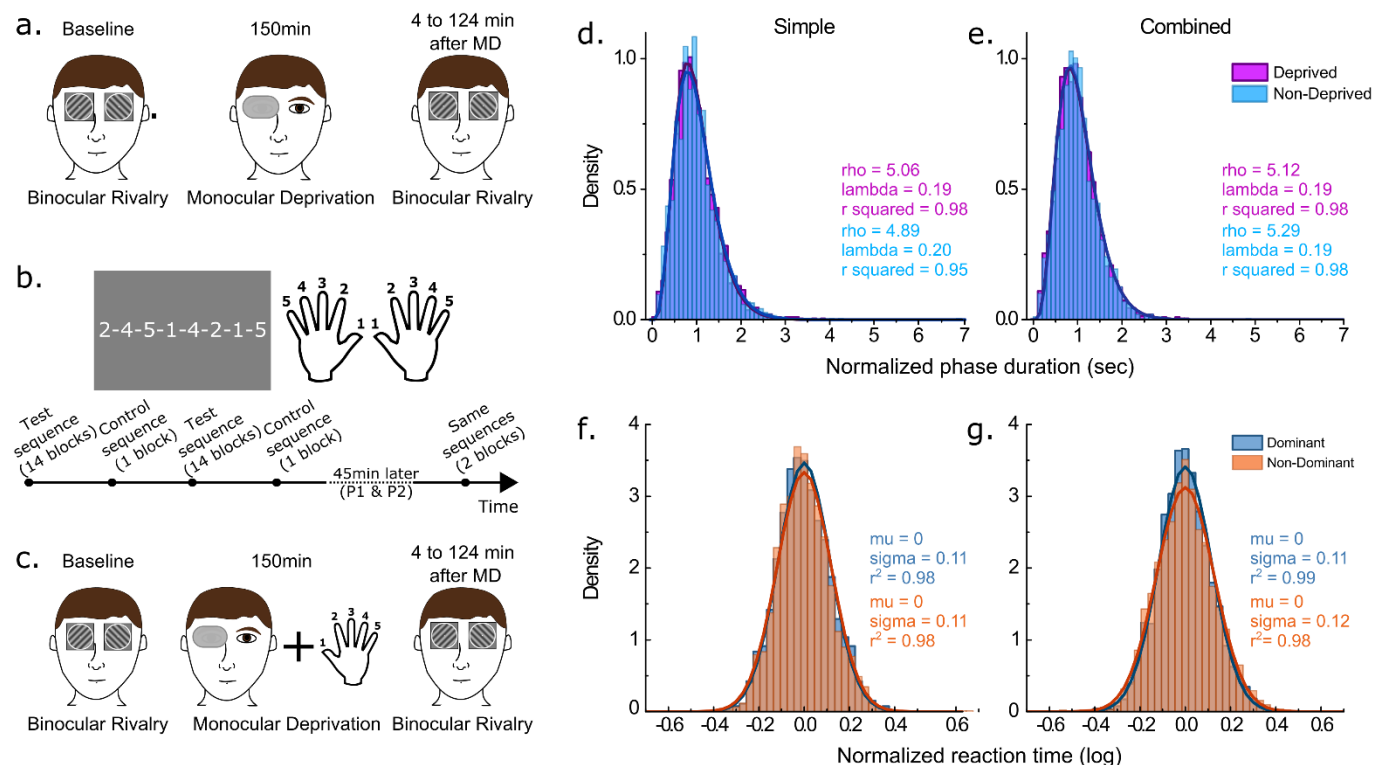 a.
Baseline
150min
4 to 124 min
after MD
Binocular Rivalry
Monocular Deprivation
Binocular Rivalry
b.
2-4-5-1-4-2-1-5
5 4 3 2 1
1 2 3 4 5
Test
sequence
(14 blocks)
Control
sequence
(1 block)
Test
sequence
(14 blocks)
Control
sequence
(1 block)
45min later
(P1 & P2)
Same
sequences
(2 blocks)
Time
c.
Baseline
150min
4 to 124 min
after MD
+
1 2 3 4 5
Binocular Rivalry
Monocular Deprivation
Binocular Rivalry
d.
Simple
Density
1.0
0.5
0.0
rho = 5.06
lambda = 0.19
r squared = 0.98
rho = 4.89
lambda = 0.20
r squared = 0.95
0 1 2 3 4 5 6 7
e.
Combined
Deprived
Non-Deprived
1.0
0.5
0.0
rho = 5.12
lambda = 0.19
r squared = 0.98
rho = 5.29
lambda = 0.19
r squared = 0.98
0 1 2 3 4 5 6 7
Normalized phase duration (sec)
f.
Density
4
3
2
1
0
mu = 0
sigma = 0.11
r² = 0.98
mu = 0
sigma = 0.11
r² = 0.98
-0.6 -0.4 -0.2 0.0 0.2 0.4 0.6
g.
Dominant
Non-Dominant
4
3
2
1
0
mu = 0
sigma = 0.11
r² = 0.99
mu = 0
sigma = 0.12
r²= 0.98
-0.6 -0.4 -0.2 0.0 0.2 0.4 0.6
Normalized reaction time (log)